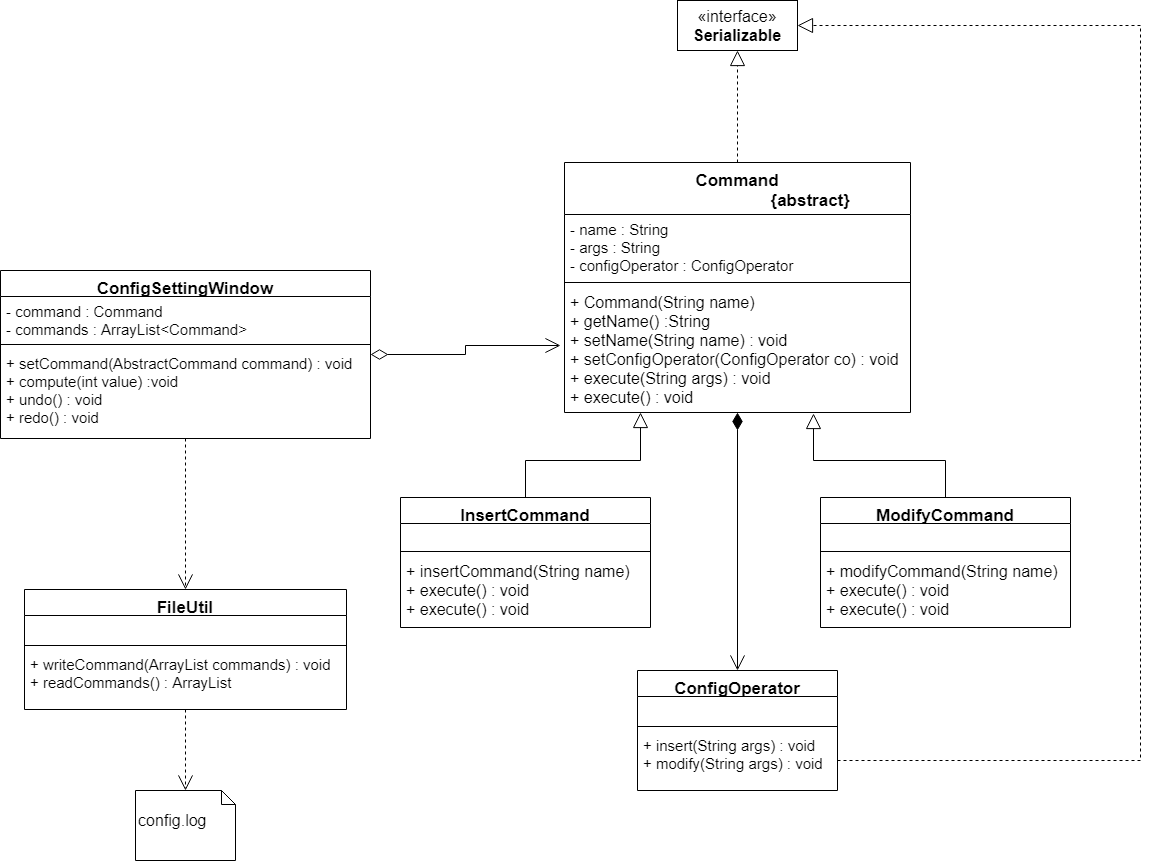 «interface»
Serializable
Command
{abstract}
- name : String
- args : String
- configOperator : ConfigOperator
+ Command(String name)
+ getName() :String
+ setName(String name) : void
+ setConfigOperator(ConfigOperator co) : void
+ execute(String args) : void
+ execute() : void
ConfigSettingWindow
- command : Command
- commands : ArrayList<Command>
+ setCommand(AbstractCommand command) : void
+ compute(int value) :void
+ undo() : void
+ redo() : void
InsertCommand
+ insertCommand(String name)
+ execute() : void
+ execute() : void
ModifyCommand
+ modifyCommand(String name)
+ execute() : void
+ execute() : void
FileUtil
+ writeCommand(ArrayList commands) : void
+ readCommands() : ArrayList
ConfigOperator
+ insert(String args) : void
+ modify(String args) : void
config.log